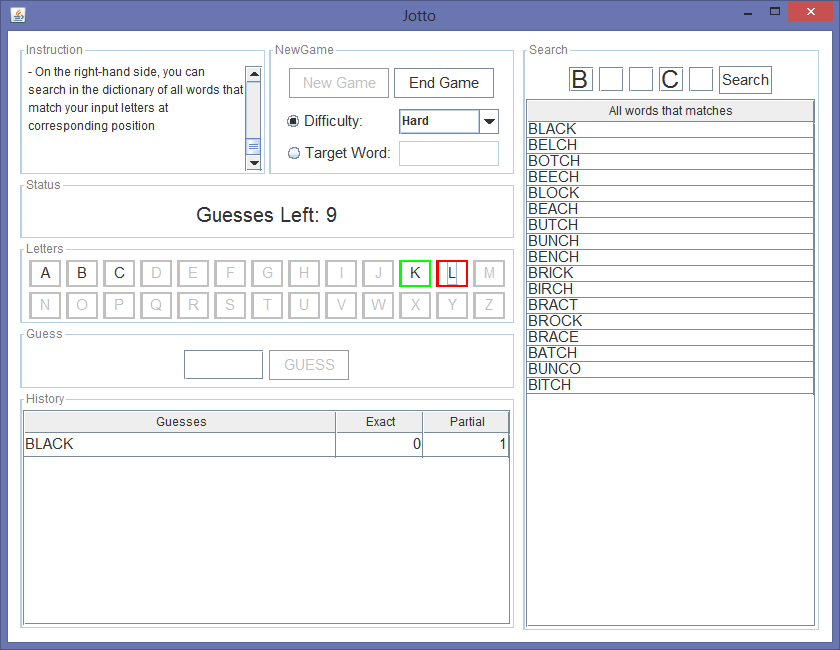 Jotto
Instruction
- On the right-hand side, you can
search in the dictionary of all words that
match your input letters at
corresponding position
NewGame
New Game End Game
Difficulty: Hard
Target Word:
Status
Guesses Left: 9
Letters
A B C D E F G H I J K L M
N O P Q R S T U V W X Y Z
Guess
GUESS
History
Guesses Exact Partial
BLACK 0 1
Search
B C Search
All words that matches
BLACK
BELCH
BOTCH
BEECH
BLOCK
BEACH
BUTCH
BUNCH
BENCH
BRICK
BIRCH
BRACT
BROCK
BRACE
BATCH
BUNCO
BITCH